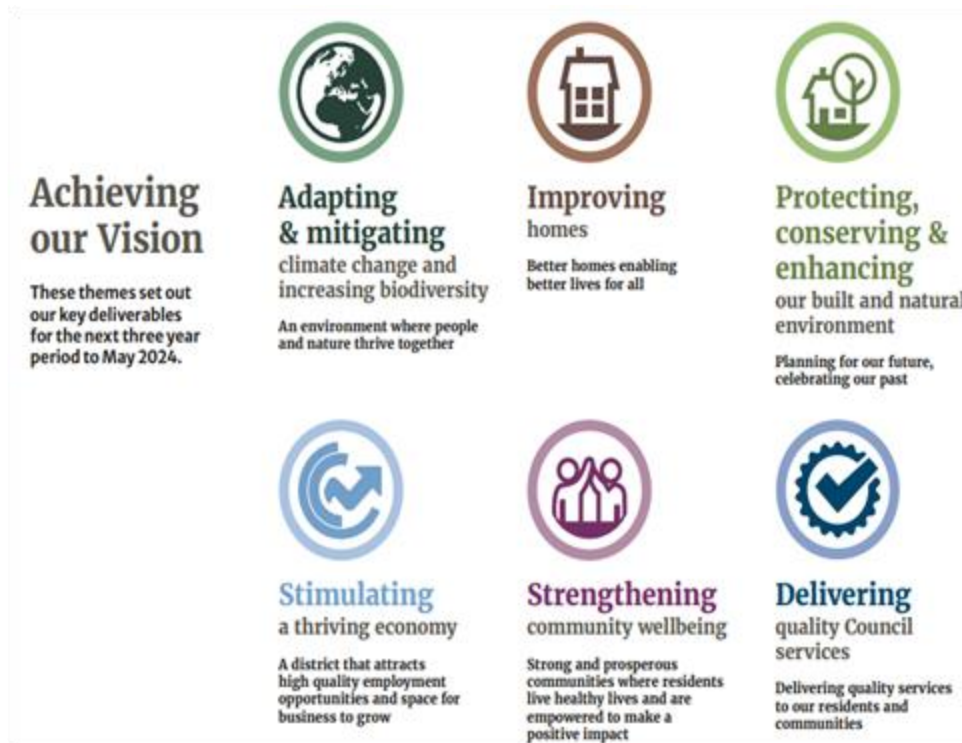 Achieving
our Vision
These themes set out
our key deliverables
for the next three year
period to May 2024.
Adapting
& mitigating
climate change and
increasing biodiversity
An environment where people
and nature thrive together
Improving
homes
Better homes enabling
better lives for all
Protecting,
conserving &
enhancing
our built and natural
environment
Planning for our future,
celebrating our past
Stimulating
a thriving economy
A district that attracts
high quality employment
opportunities and space for
business to grow
Strengthening
community wellbeing
Strong and prosperous
communities where residents
live healthy lives and are
empowered to make a
positive impact
Delivering
quality Council
services
Delivering quality services
to our residents and
communities